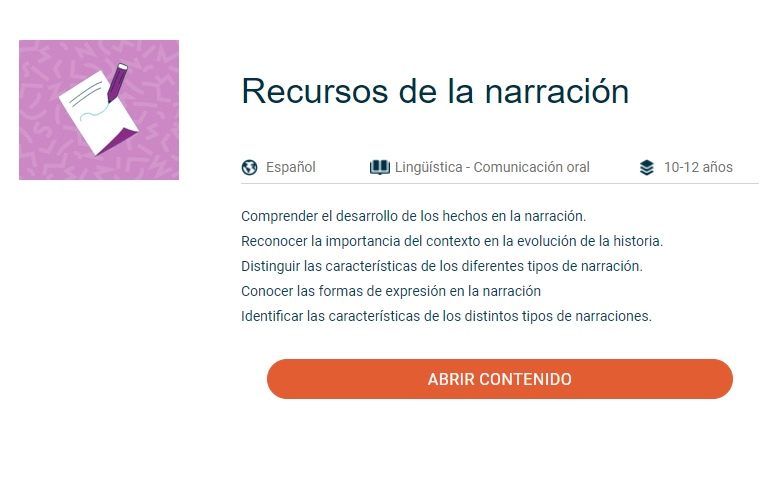 Recursos de la narración
Español
Lingüística - Comunicación oral
10-12 años
Comprender el desarrollo de los hechos en la narración.
Reconocer la importancia del contexto en la evolución de la historia.
Distinguir las características de los diferentes tipos de narración.
Conocer las formas de expresión en la narración
Identificar las características de los distintos tipos de narraciones.
ABRIR CONTENIDO